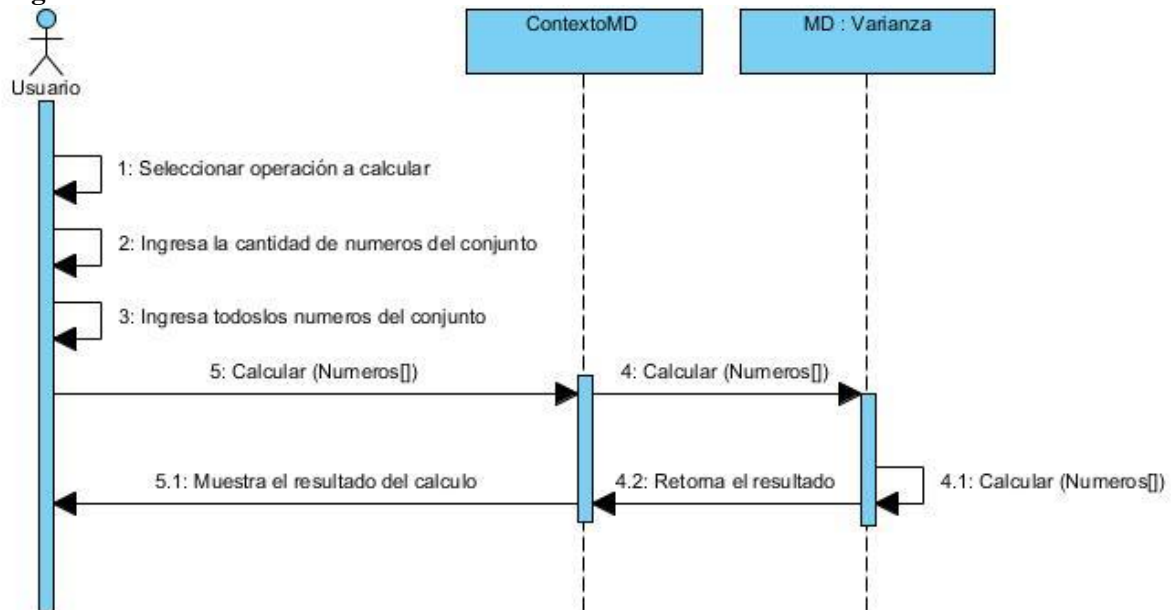 g
ContextoMD
MD : Varianza
Usuario
1: Seleccionar operación a calcular
2: Ingresa la cantidad de numeros del conjunto
3: Ingresa todoslos numeros del conjunto
5: Calcular (Numeros[])
4: Calcular (Numeros[])
5.1: Muestra el resultado del calculo
4.2: Retorna el resultado
4.1: Calcular (Numeros[])